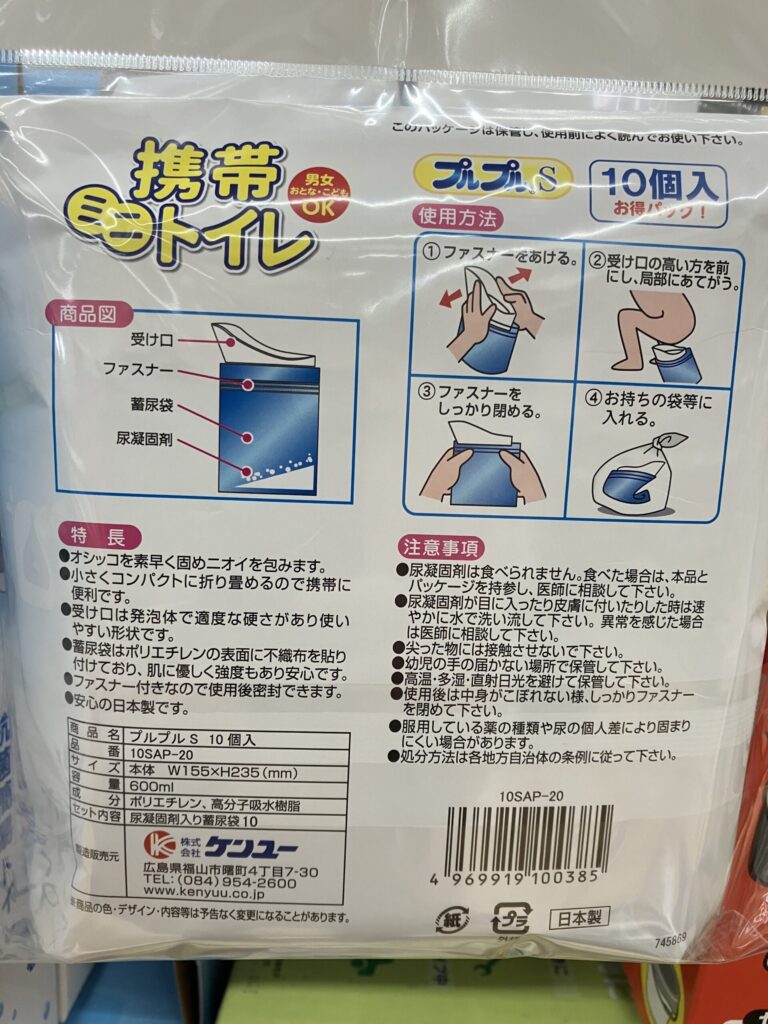 このパッケージは保管し、使用前によく読んでお使い下さい。
携帯
ミニトイレ
男女
おとな・こども
OK
プルプルS
10個入
お得パック！
使用方法
①ファスナーをあける。
②受け口の高い方を前
にし、局部にあてがう。
③ファスナーを
しっかり閉める。
④お持ちの袋等に
入れる。
商品図
受け口
ファスナー
蓄尿袋
尿凝固剤
特長
●オシッコを素早く固めニオイを包みます。
●小さくコンパクトに折り畳めるので携帯に
便利です。
●受け口は発泡体で適度な硬さがあり使い
やすい形状です。
●蓄尿袋はポリエチレンの表面に不織布を貼り
付けており、肌に優しく強度もあり安心です。
●ファスナー付きなので使用後密封できます。
●安心の日本製です。
商品名 プルプルS 10個入
品番 10SAP-20
サイズ 本体 W155×H235(mm)
容量 600ml
成分 ポリエチレン、高分子吸水樹脂
セット内容 尿凝固剤入り蓄尿袋10
製造販売元
株式会社ケンユー
広島県福山市曙町4丁目7-30
TEL:(084)954-2600
www.kenyuu.co.jp
※商品の色・デザイン・内容等は予告なく変更になることがあります。
注意事項
●尿凝固剤は食べられません。食べた場合は、本品と
パッケージを持参し、医師に相談して下さい。
●尿凝固剤が目に入ったり皮膚に付いたりした時は速
やかに水で洗い流して下さい。異常を感じた場合
は医師に相談して下さい。
●尖った物には接触させないで下さい。
●幼児の手の届かない場所で保管して下さい。
●高温・多湿・直射日光を避けて保管して下さい。
●使用後は中身がこぼれない様、しっかりファスナー
を閉めて下さい。
●服用している薬の種類や尿の個人差により固まり
にくい場合があります。
●処分方法は各地方自治体の条例に従って下さい。
10SAP-20
4 969919 100385
紙
プラ
日本製
745869